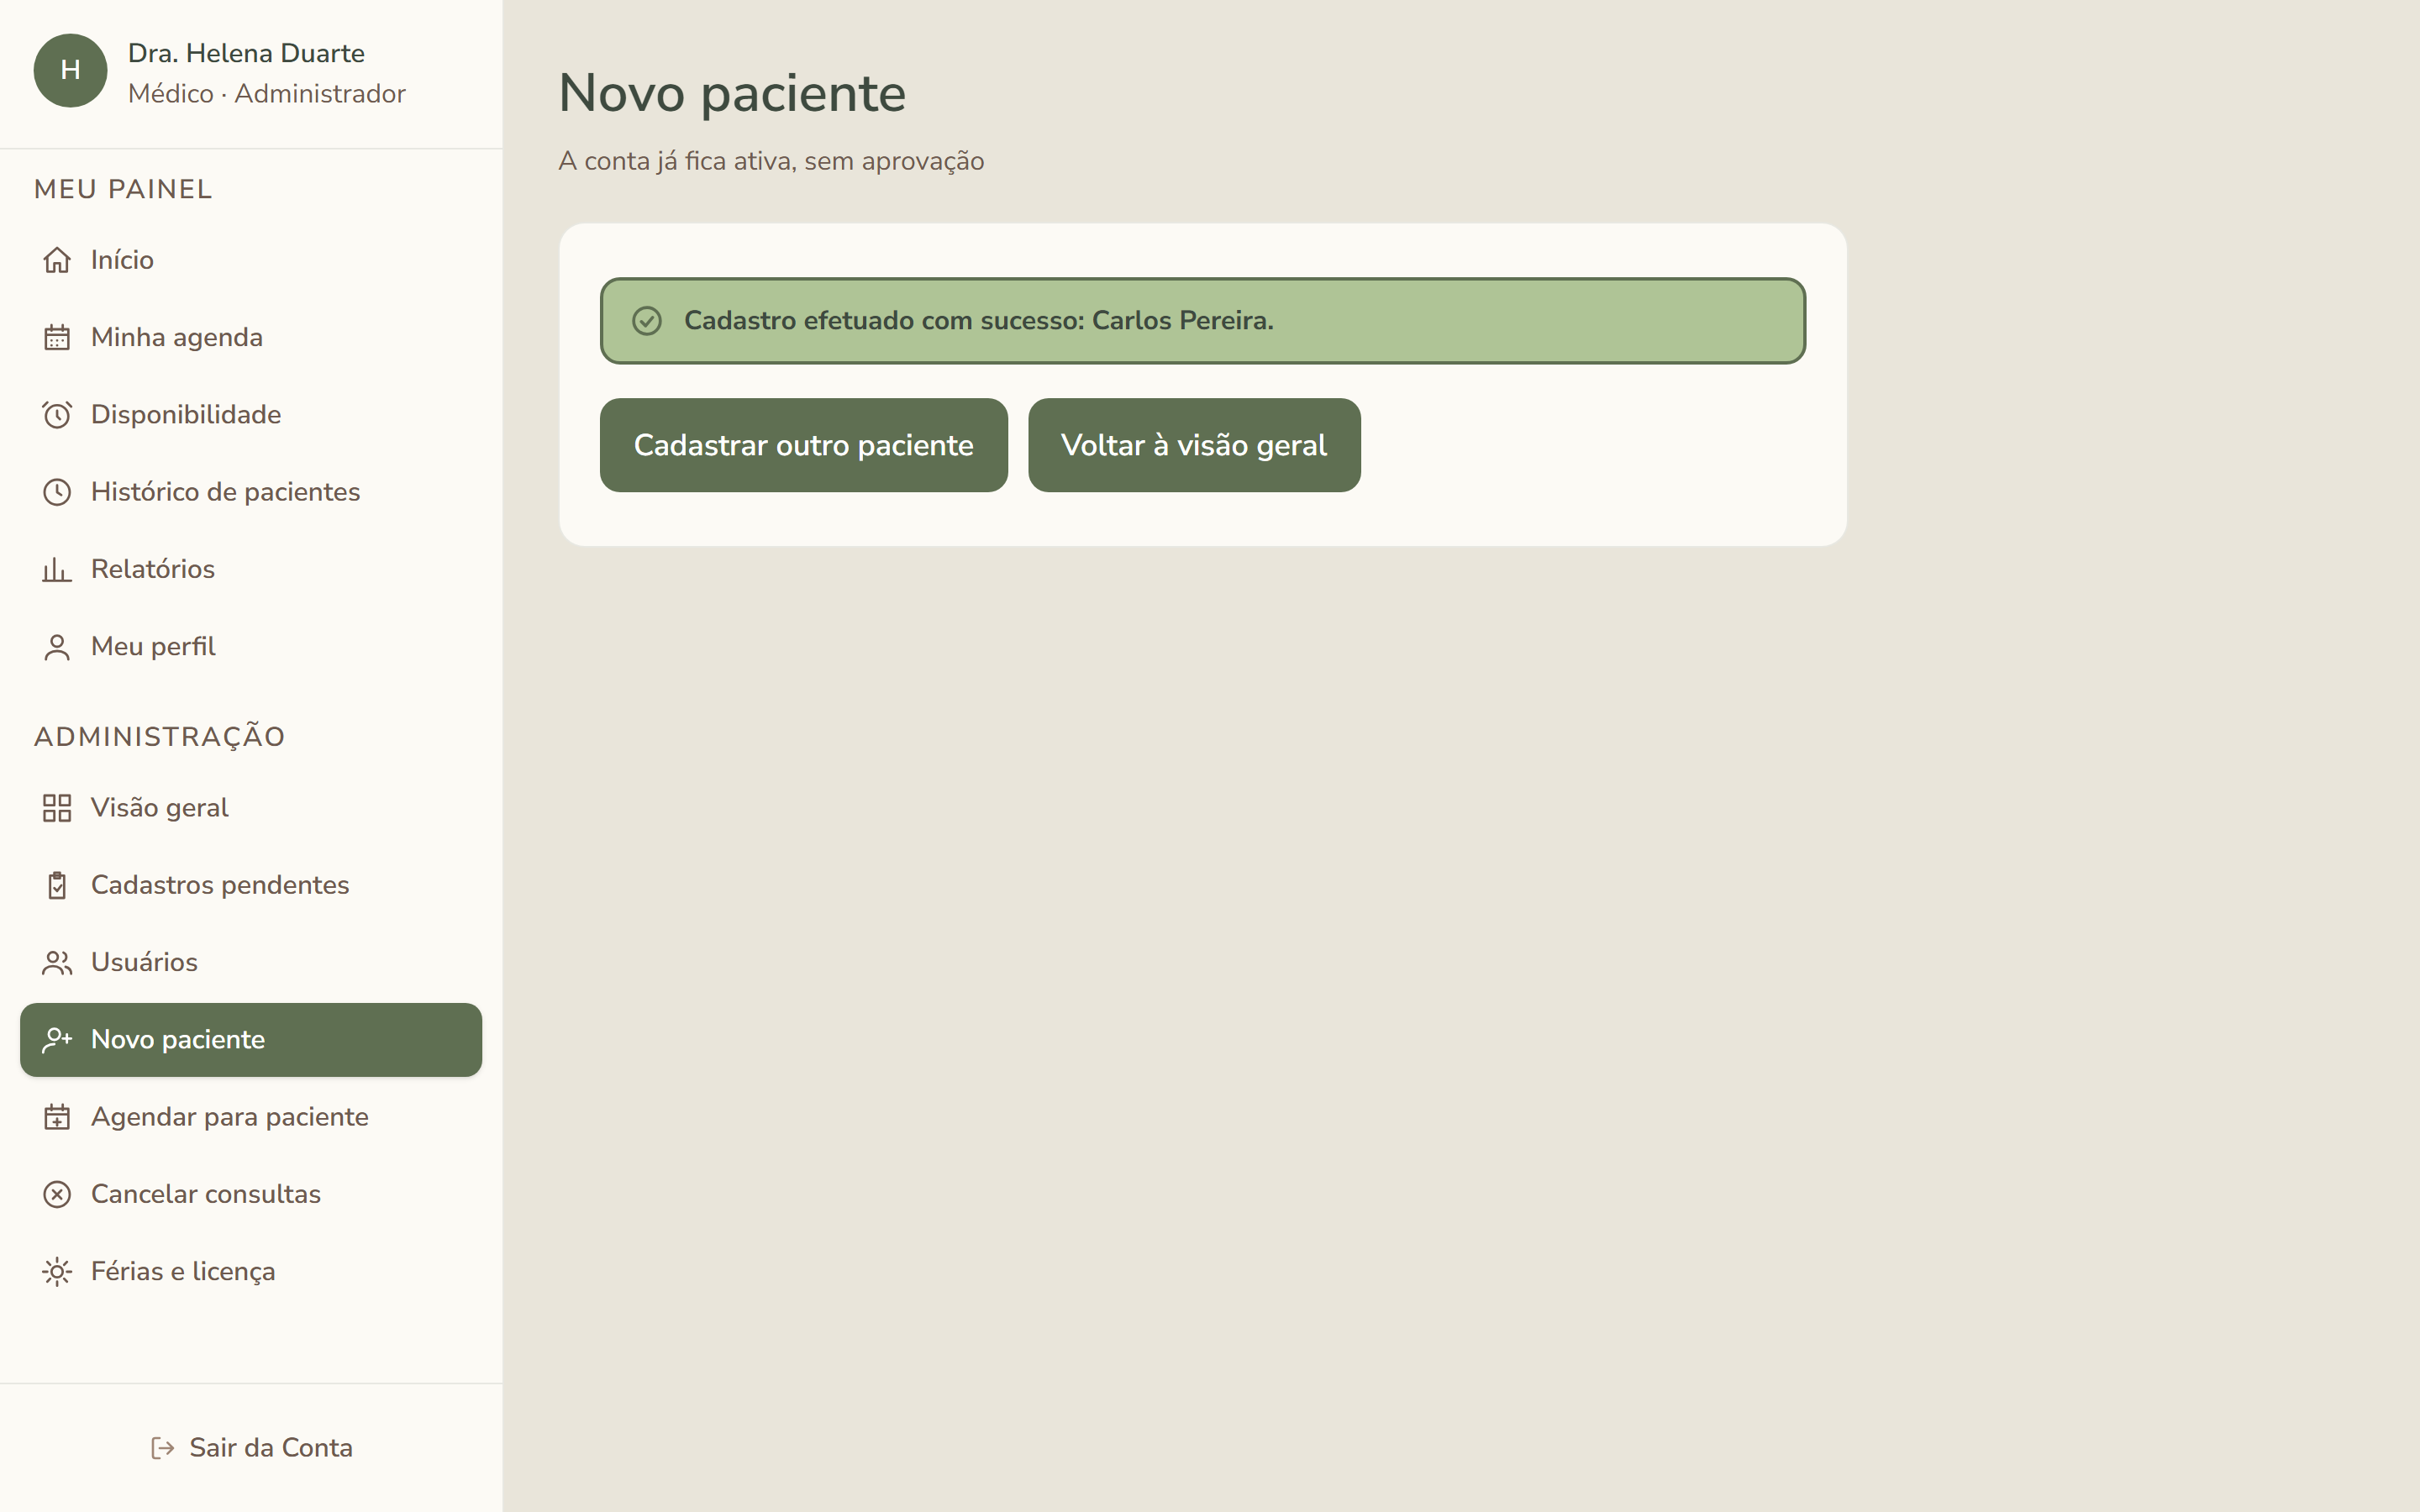 H
Dra. Helena Duarte
Médico · Administrador
MEU PAINEL
Início
Minha agenda
Disponibilidade
Histórico de pacientes
Relatórios
Meu perfil
ADMINISTRAÇÃO
Visão geral
Cadastros pendentes
Usuários
Novo paciente
Agendar para paciente
Cancelar consultas
Férias e licença
Sair da Conta
Novo paciente
A conta já fica ativa, sem aprovação
Cadastro efetuado com sucesso: Carlos Pereira.
Cadastrar outro paciente
Voltar à visão geral